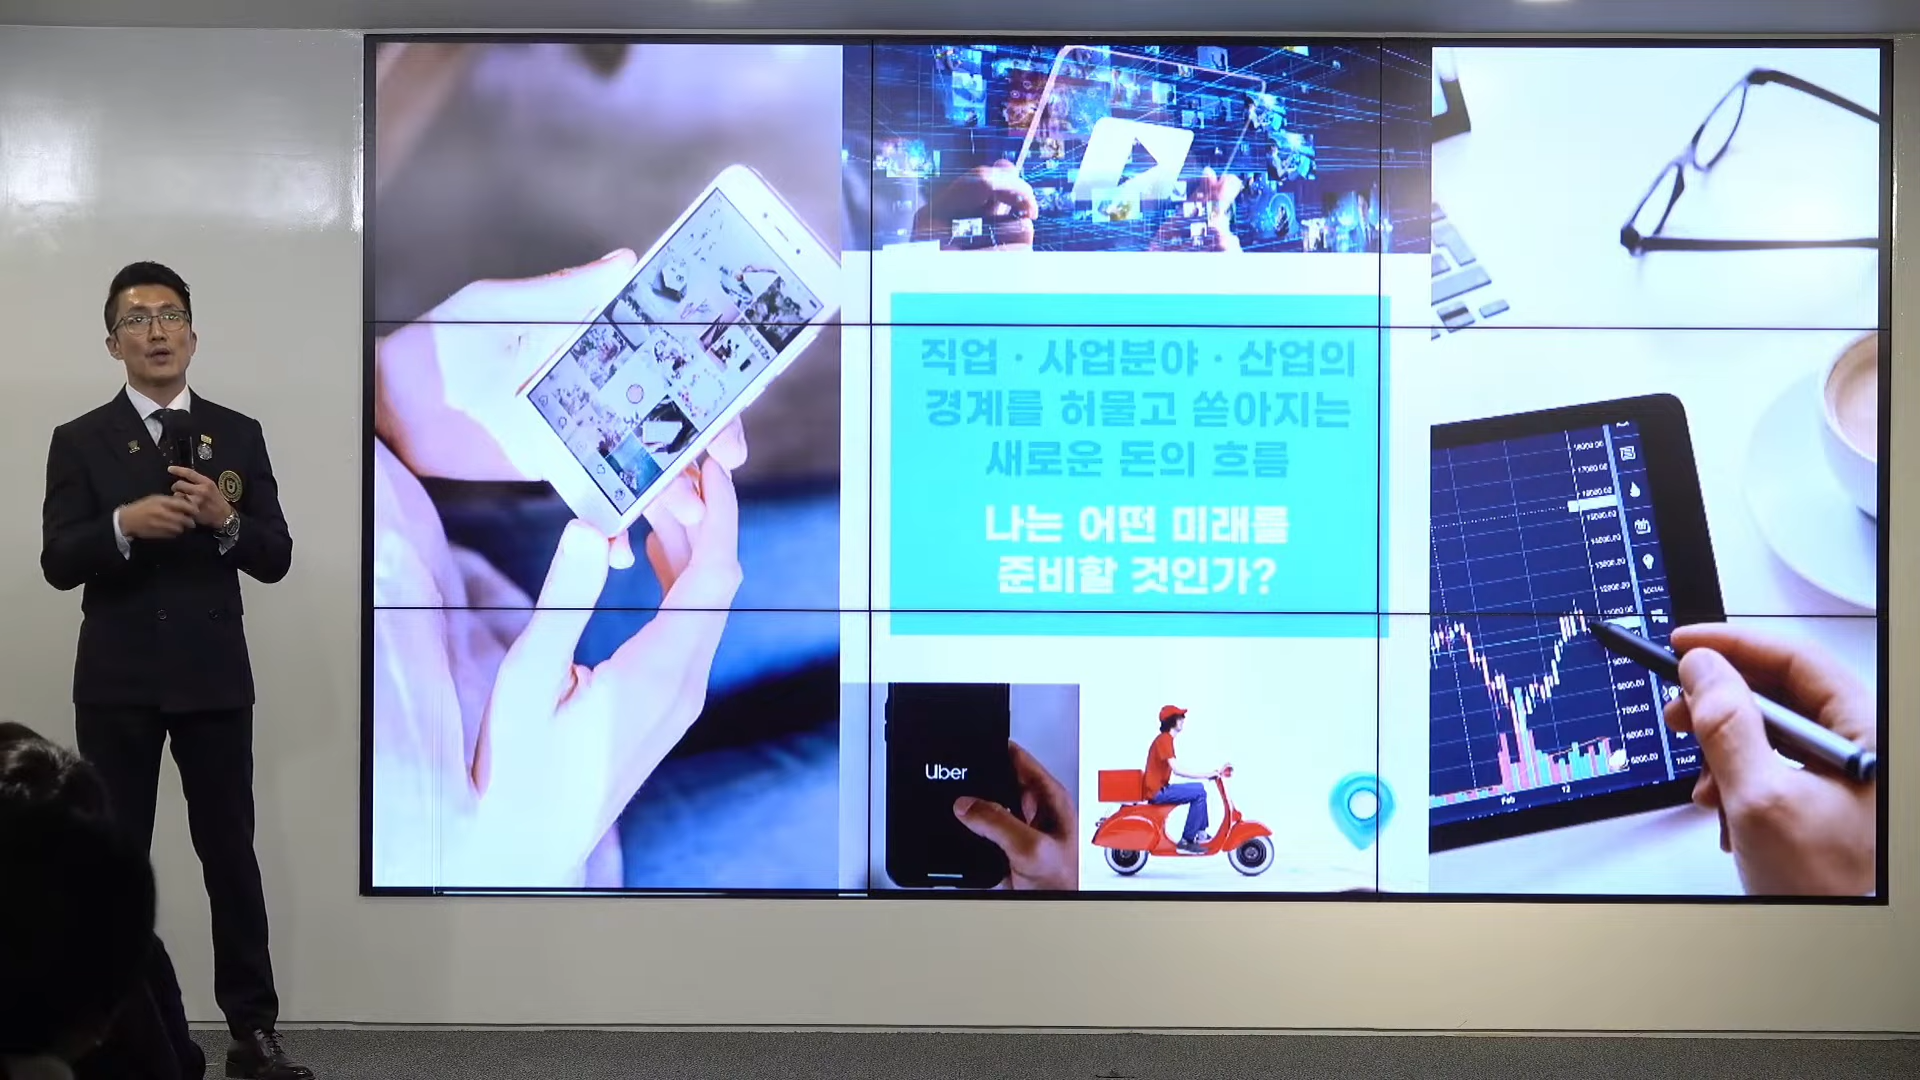 직업 · 사업분야 · 산업의
경계를 허물고 쏟아지는
새로운 돈의 흐름
나는 어떤 미래를
준비할 것인가?
Uber
Feb
12